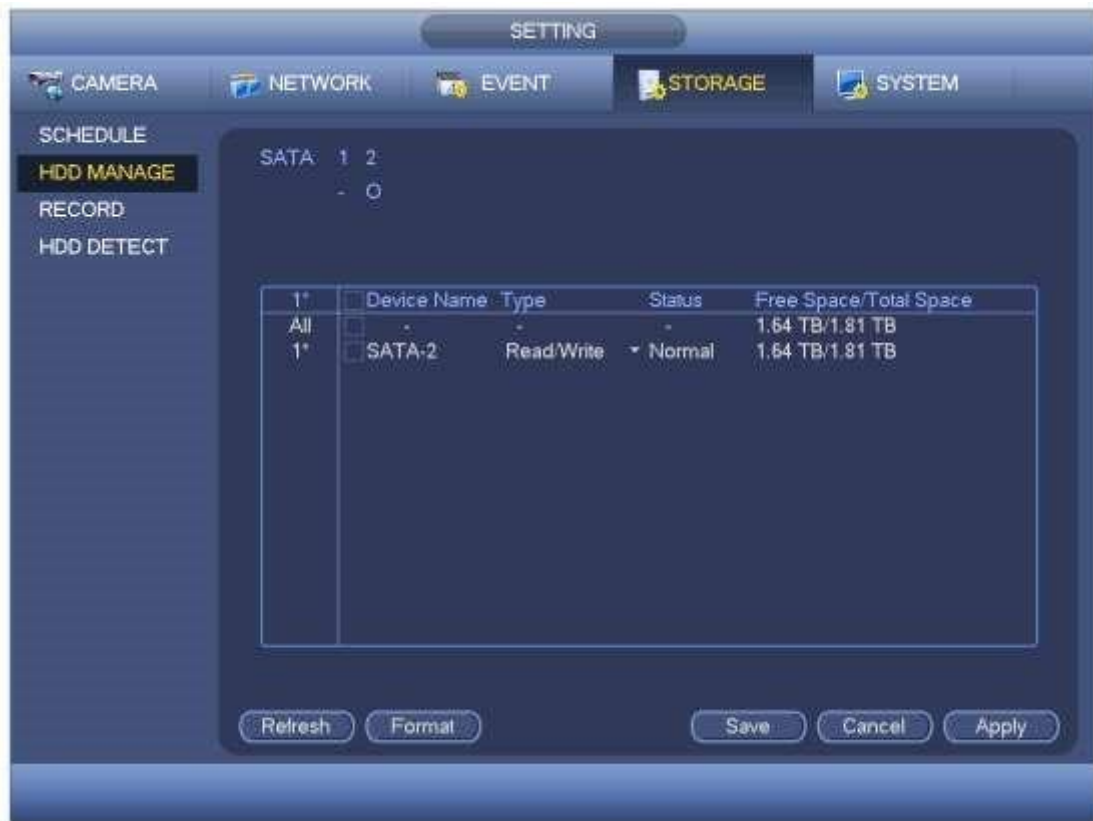 SETTING
CAMERA NETWORK EVENT STORAGE SYSTEM
SCHEDULE
HDD MANAGE
RECORD
HDD DETECT
SATA 1 2
- O
1* Device Name Type Status Free Space/Total Space
All - - - 1.64 TB/1.81 TB
1* SATA-2 Read/Write Normal 1.64 TB/1.81 TB
Refresh Format Save Cancel Apply